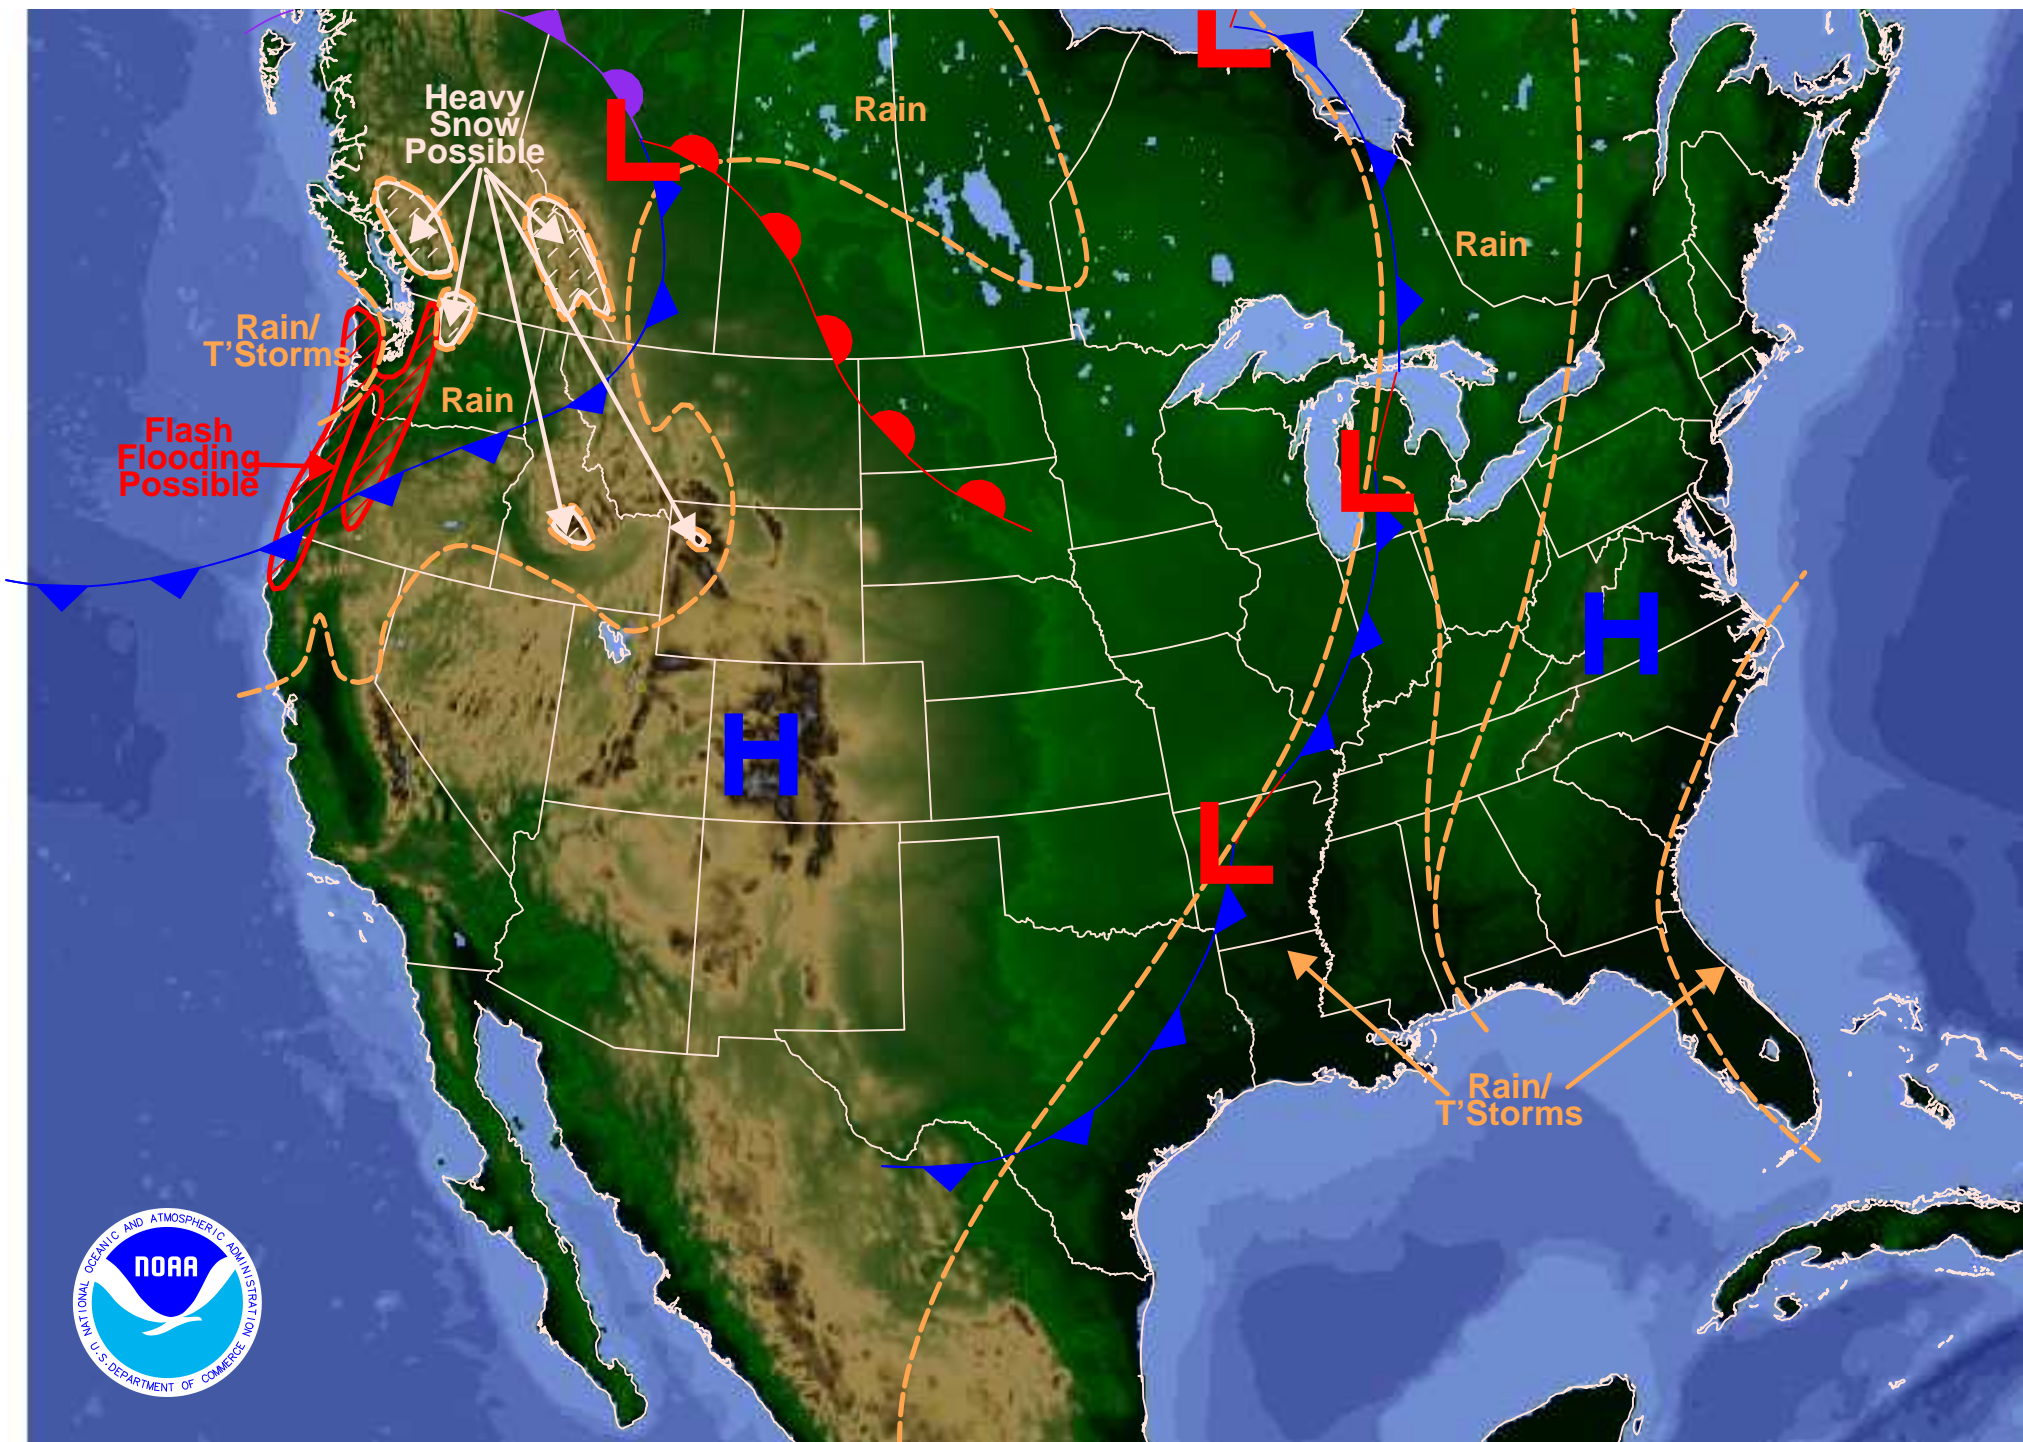 Heavy
Snow
Possible
Rain
L
L
Rain
Rain/
T'Storms
Rain
Flash
Flooding
Possible
L
H
H
L
Rain/
T'Storms
NATIONAL OCEANIC AND ATMOSPHERIC ADMINISTRATION
NOAA
U.S. DEPARTMENT OF COMMERCE